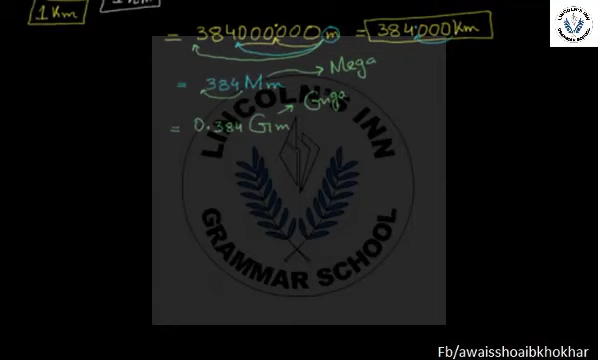 1 Km
= 384000000 m = 384000 Km
= 384 Mm → Mega
= 0.384 Gm → Giga
LINCOLN'S INN
GRAMMAR SCHOOL
Fb/awaisshoaibkhokhar